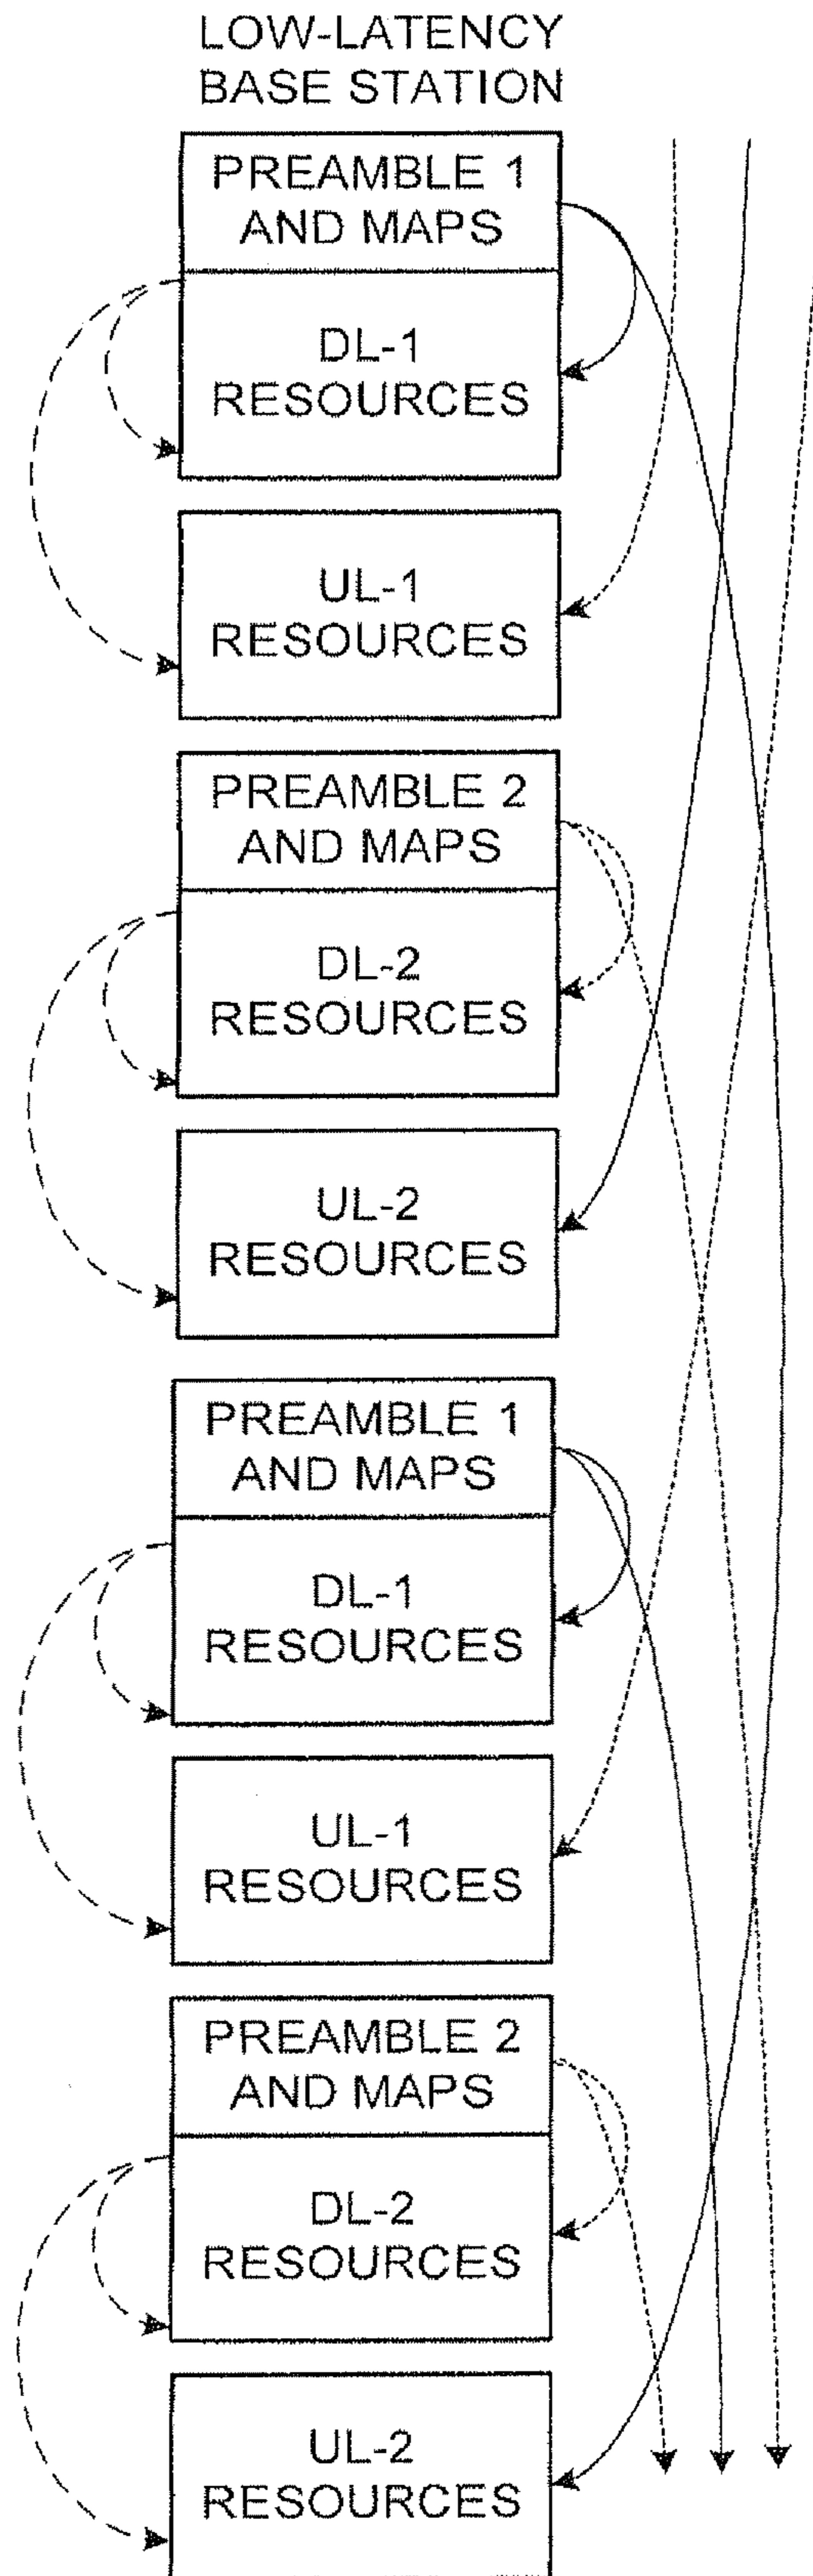 LOW-LATENCY
BASE STATION
PREAMBLE 1
AND MAPS
DL-1
RESOURCES
UL-1
RESOURCES
PREAMBLE 2
AND MAPS
DL-2
RESOURCES
UL-2
RESOURCES
PREAMBLE 1
AND MAPS
DL-1
RESOURCES
UL-1
RESOURCES
PREAMBLE 2
AND MAPS
DL-2
RESOURCES
UL-2
RESOURCES